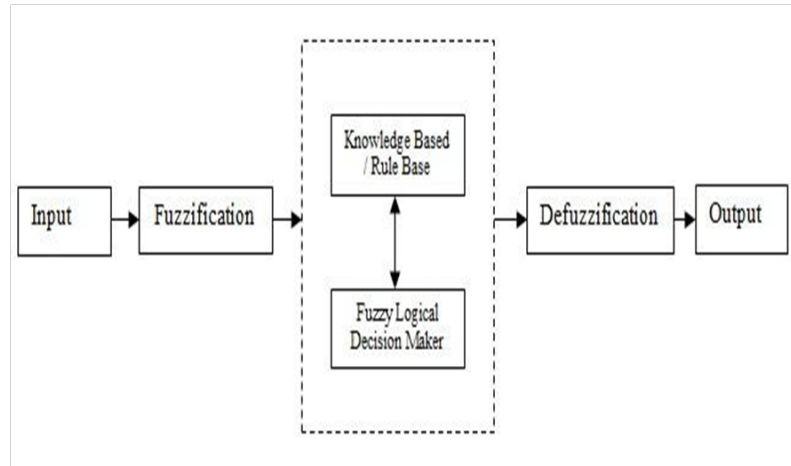 Input
Fuzzification
Knowledge Based
/ Rule Base
Fuzzy Logical
Decision Maker
Defuzzification
Output